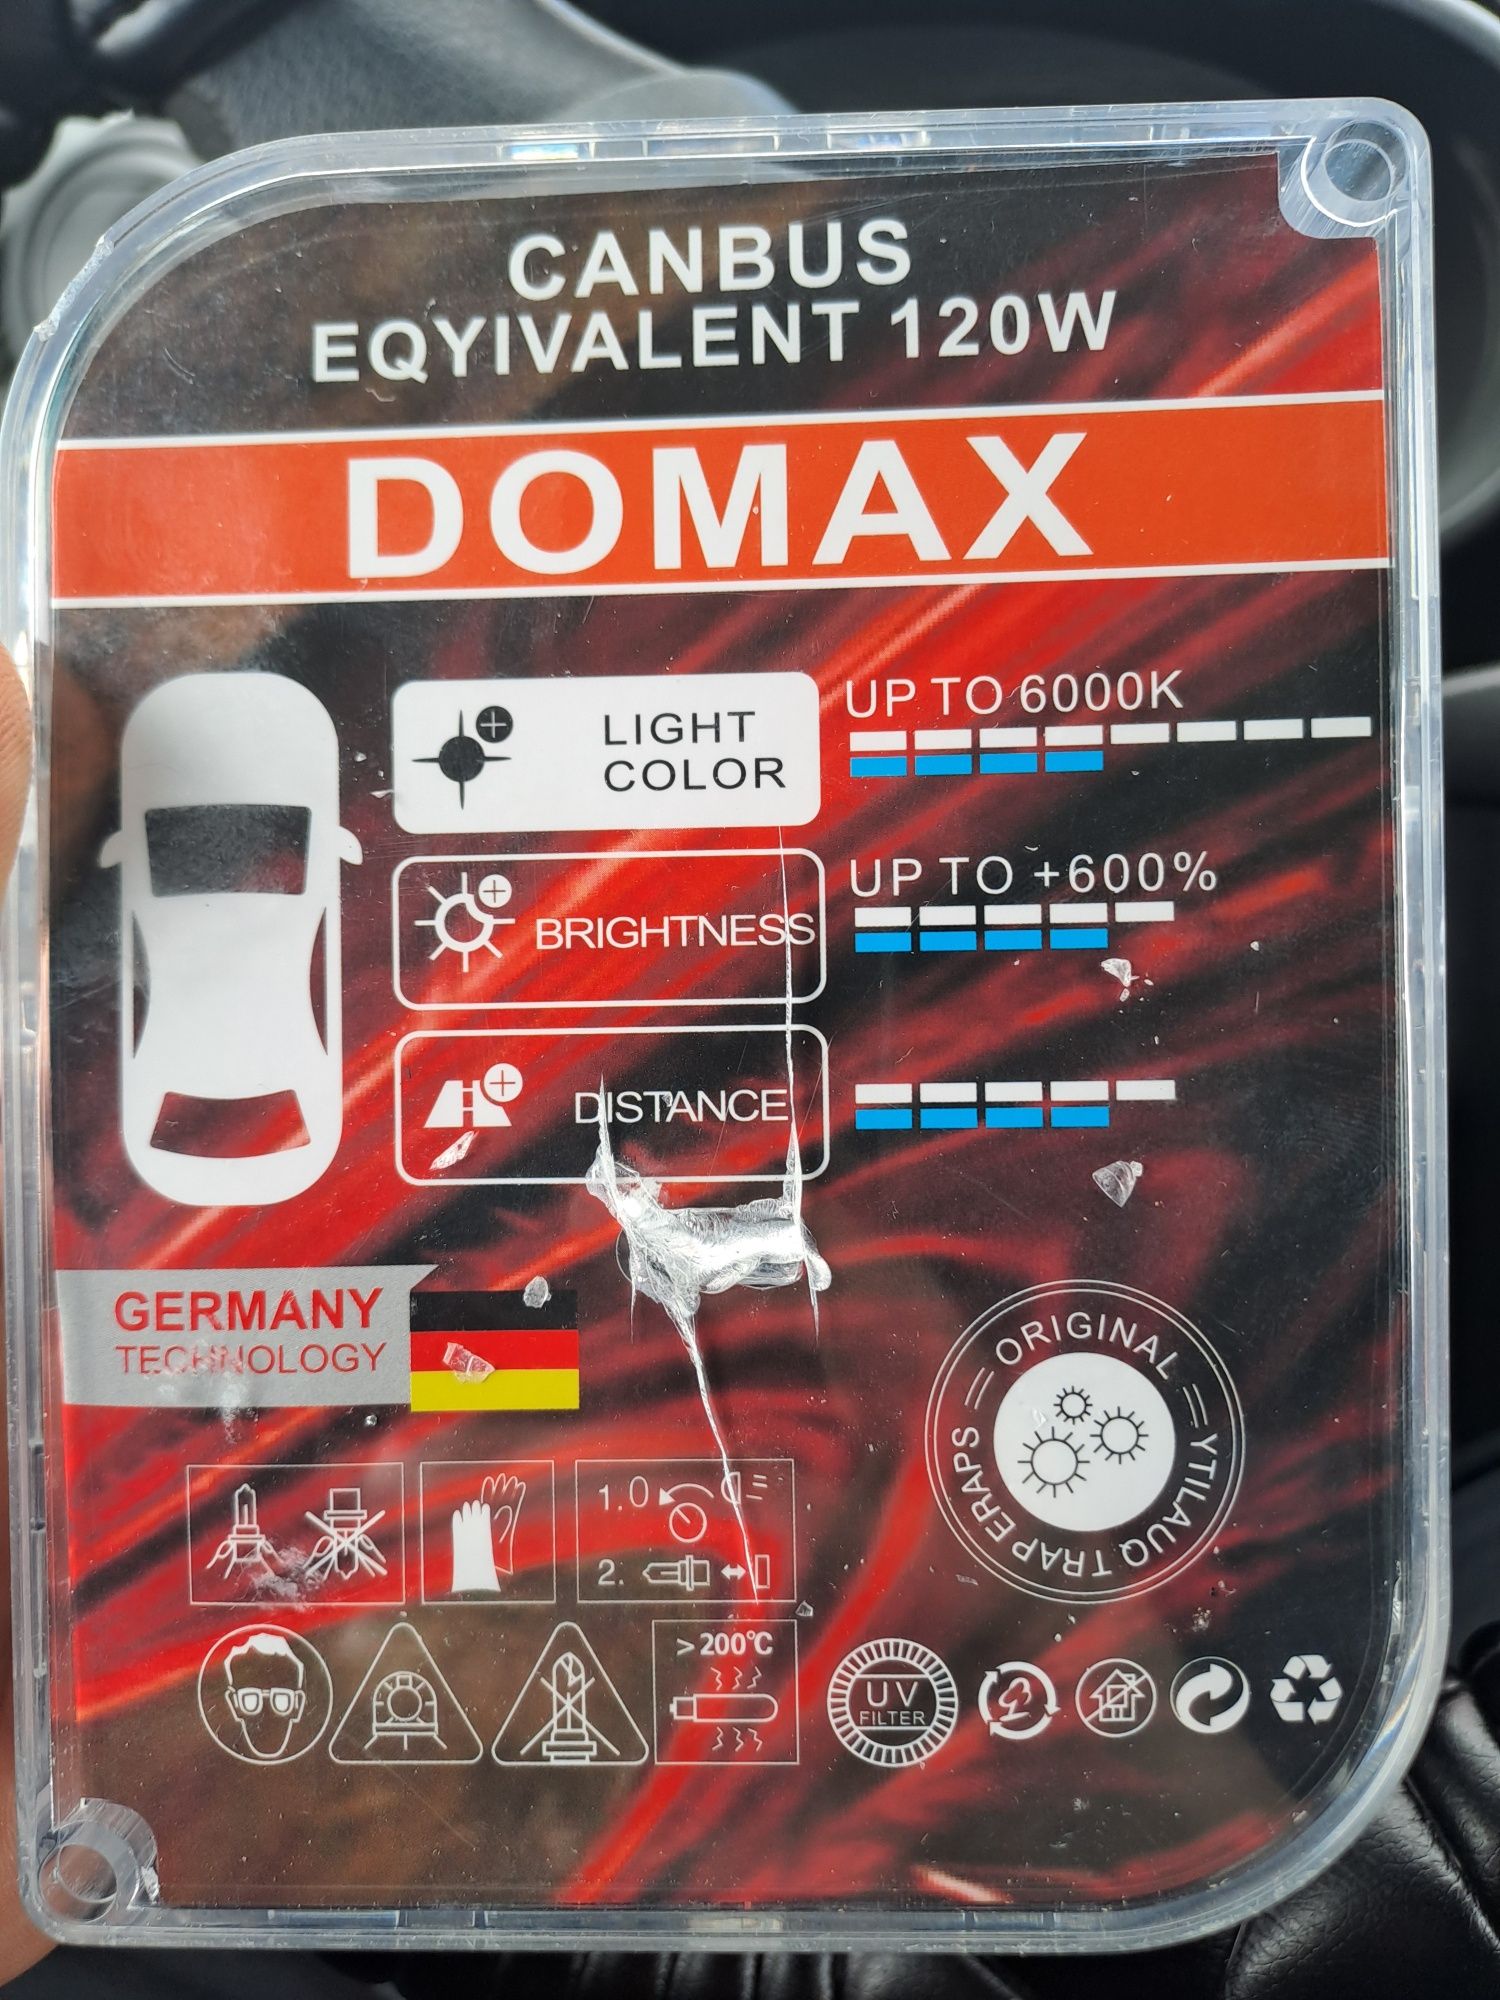 CANBUS
EQYIVALENT 120W
DOMAX
LIGHT
COLOR
UP TO 6000K
BRIGHTNESS
UP TO +600%
DISTANCE
GERMANY
TECHNOLOGY
ORIGINAL
YTILAUQ TRAP ERAPS
1.0
2.
>200°C
UV
FILTER